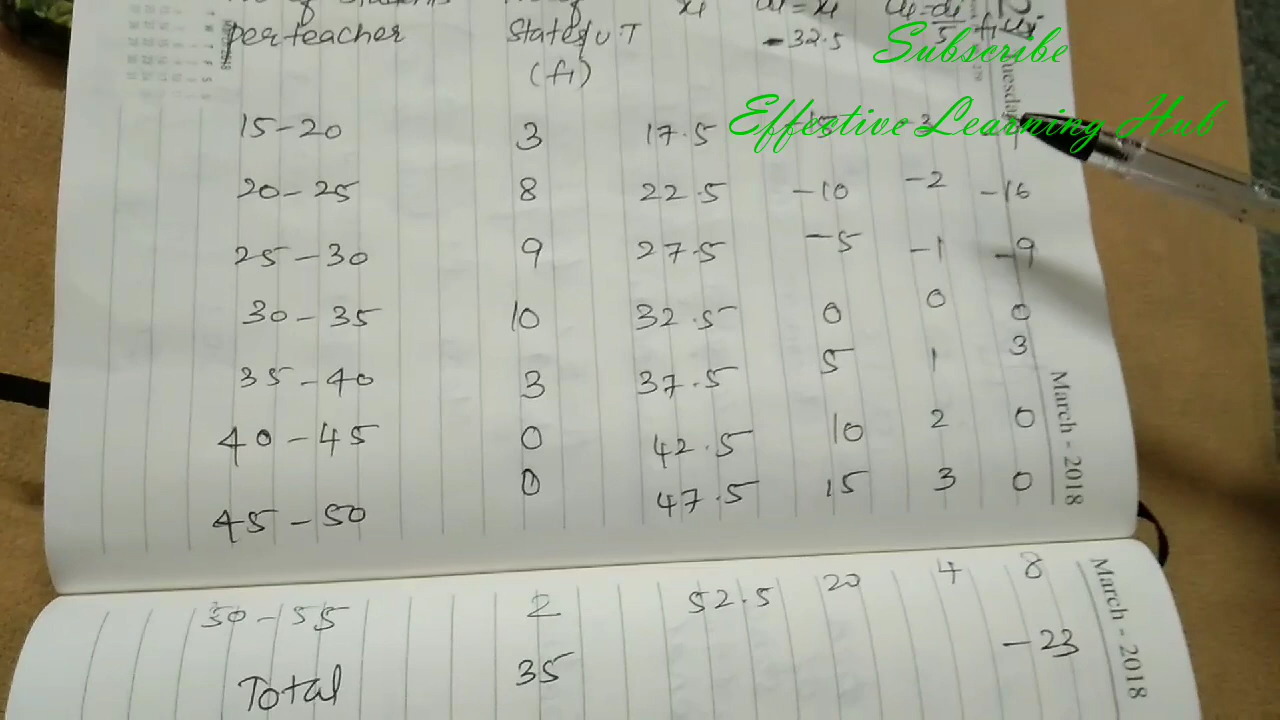 per teacher States/U.T -32.5 5
Subscribe
(fi)
Effective Learning Hub
15-20 3 17.5 -3
20-25 8 22.5 -10 -2 -16
25-30 9 27.5 -5 -1 -9
30-35 10 32.5 0 0 0
35-40 3 37.5 5 1 3
40-45 0 42.5 10 2 0
45-50 0 47.5 15 3 0
March - 2018
50-55 2 52.5 20 4 8
Total 35 -23
March - 2018